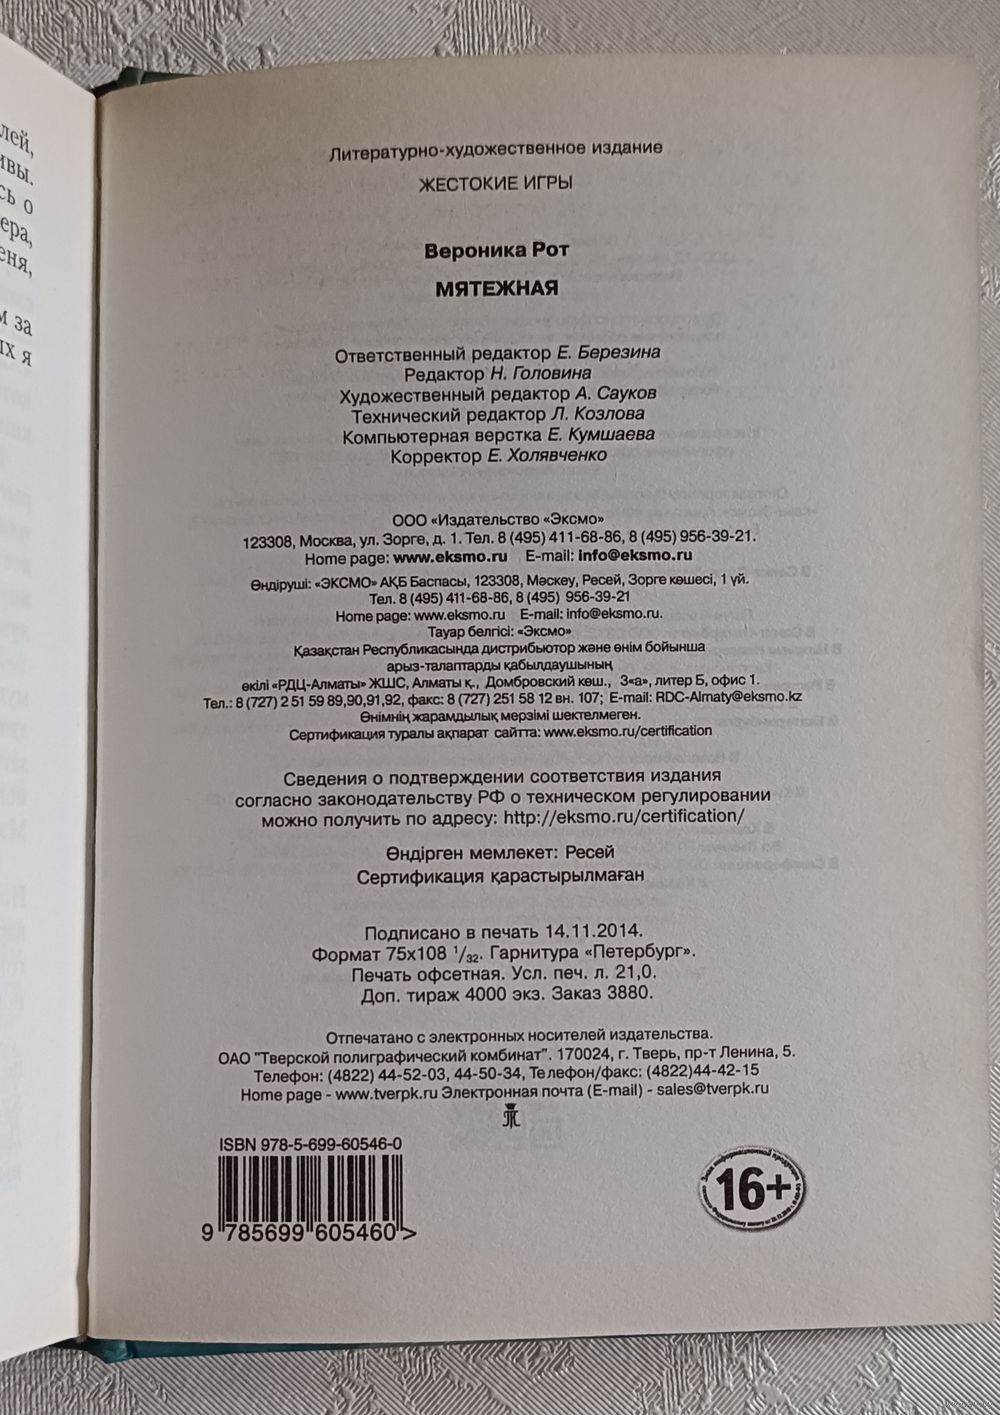 лей,
ивы.
сь о
ера,
еня,
м за
ых я
Литературно-художественное издание
ЖЕСТОКИЕ ИГРЫ
Вероника Рот
МЯТЕЖНАЯ
Ответственный редактор Е. Березина
Редактор Н. Головина
Художественный редактор А. Сауков
Технический редактор Л. Козлова
Компьютерная верстка Е. Кумшаева
Корректор Е. Холявченко
ООО «Издательство «Эксмо»
123308, Москва, ул. Зорге, д. 1. Тел. 8 (495) 411-68-86, 8 (495) 956-39-21.
Home page: www.eksmo.ru E-mail: info@eksmo.ru
Өндіруші: «ЭКСМО» АҚБ Баспасы, 123308, Мәскеу, Ресей, Зорге көшесі, 1 үй.
Тел. 8 (495) 411-68-86, 8 (495) 956-39-21
Home page: www.eksmo.ru E-mail: info@eksmo.ru.
Тауар белгісі: «Эксмо»
Қазақстан Республикасында дистрибьютор және өнім бойынша
арыз-талаптарды қабылдаушының
өкілі «РДЦ-Алматы» ЖШС, Алматы қ., Домбровский көш., 3«а», литер Б, офис 1.
Тел.: 8 (727) 2 51 59 89,90,91,92, факс: 8 (727) 251 58 12 вн. 107; E-mail: RDC-Almaty@eksmo.kz
Өнімнің жарамдылық мерзімі шектелмеген.
Сертификация туралы ақпарат сайтта: www.eksmo.ru/certification
Сведения о подтверждении соответствия издания
согласно законодательству РФ о техническом регулировании
можно получить по адресу: http://eksmo.ru/certification/
Өндірген мемлекет: Ресей
Сертификация қарастырылмаған
Подписано в печать 14.11.2014.
Формат 75x108 1/32. Гарнитура «Петербург».
Печать офсетная. Усл. печ. л. 21,0.
Доп. тираж 4000 экз. Заказ 3880.
Отпечатано с электронных носителей издательства.
ОАО "Тверской полиграфический комбинат". 170024, г. Тверь, пр-т Ленина, 5.
Телефон: (4822) 44-52-03, 44-50-34, Телефон/факс: (4822)44-42-15
Home page - www.tverpk.ru Электронная почта (E-mail) - sales@tverpk.ru
ISBN 978-5-699-60546-0
9 785699 605460 >
16+